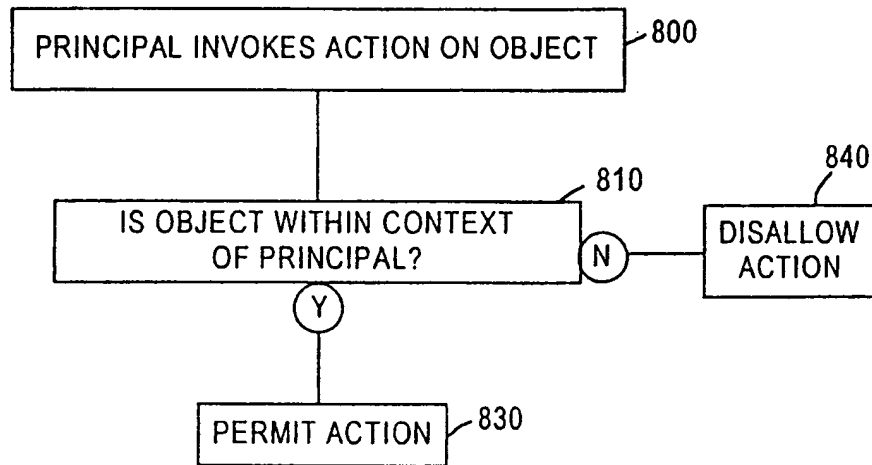 PRINCIPAL INVOKES ACTION ON OBJECT
800
IS OBJECT WITHIN CONTEXT
OF PRINCIPAL?
810
N
840
DISALLOW
ACTION
Y
PERMIT ACTION
830